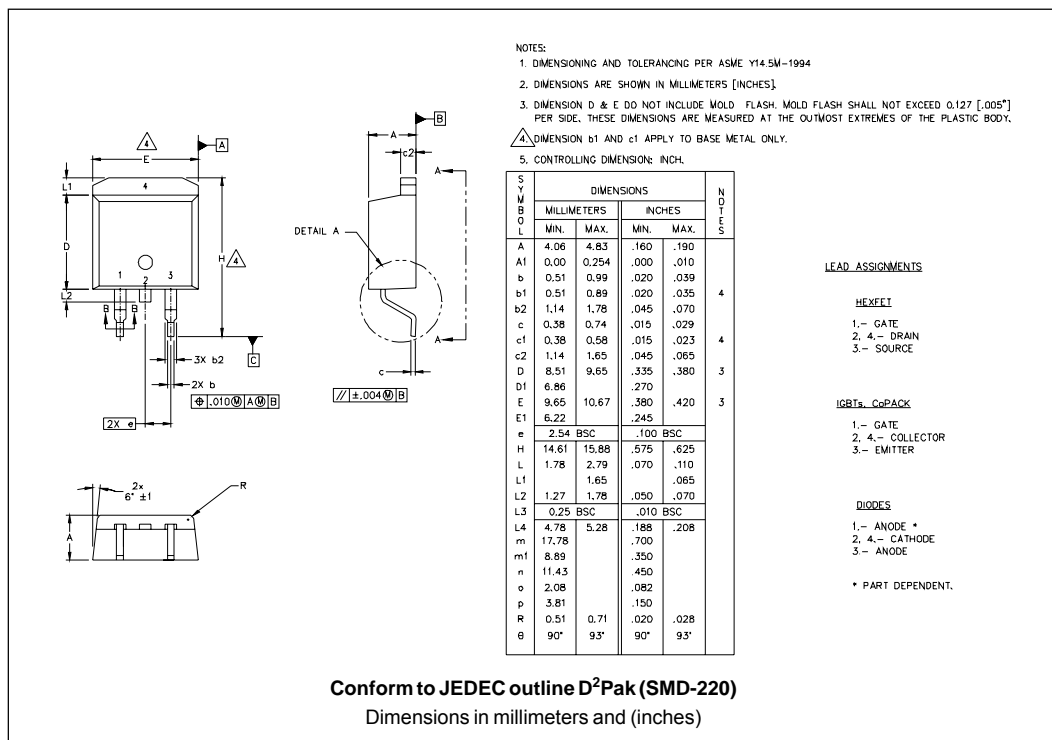 NOTES:
1. DIMENSIONING AND TOLERANCING PER ASME Y14.5M-1994
2. DIMENSIONS ARE SHOWN IN MILLIMETERS [INCHES].
3. DIMENSION D & E DO NOT INCLUDE MOLD FLASH. MOLD FLASH SHALL NOT EXCEED 0.127 [.005"]
PER SIDE. THESE DIMENSIONS ARE MEASURED AT THE OUTMOST EXTREMES OF THE PLASTIC BODY.
4. DIMENSION b1 AND c1 APPLY TO BASE METAL ONLY.
5. CONTROLLING DIMENSION: INCH.
4
E
A
L1
4
D
H
4
1
2
3
L2
B
B
C
3X b2
2X b
⌖ .010Ⓜ AⓂ B
2X e
A
B
c2
A
DETAIL A
A
c
// ±.004Ⓜ B
2x
6° ±1
R
A
SYMBOL
DIMENSIONS
NOTES
MILLIMETERS INCHES
MIN. MAX. MIN. MAX.
A 4.06 4.83 .160 .190
A1 0.00 0.254 .000 .010
b 0.51 0.99 .020 .039
b1 0.51 0.89 .020 .035 4
b2 1.14 1.78 .045 .070
c 0.38 0.74 .015 .029
c1 0.38 0.58 .015 .023 4
c2 1.14 1.65 .045 .065
D 8.51 9.65 .335 .380 3
D1 6.86 .270
E 9.65 10.67 .380 .420 3
E1 6.22 .245
e 2.54 BSC .100 BSC
H 14.61 15.88 .575 .625
L 1.78 2.79 .070 .110
L1 1.65 .065
L2 1.27 1.78 .050 .070
L3 0.25 BSC .010 BSC
L4 4.78 5.28 .188 .208
m 17.78 .700
m1 8.89 .350
n 11.43 .450
o 2.08 .082
p 3.81 .150
R 0.51 0.71 .020 .028
θ 90° 93° 90° 93°
LEAD ASSIGNMENTS
HEXFET
1.- GATE
2, 4.- DRAIN
3.- SOURCE
IGBTs, CoPACK
1.- GATE
2, 4.- COLLECTOR
3.- EMITTER
DIODES
1.- ANODE *
2, 4.- CATHODE
3.- ANODE
* PART DEPENDENT.
Conform to JEDEC outline D²Pak (SMD-220)
Dimensions in millimeters and (inches)